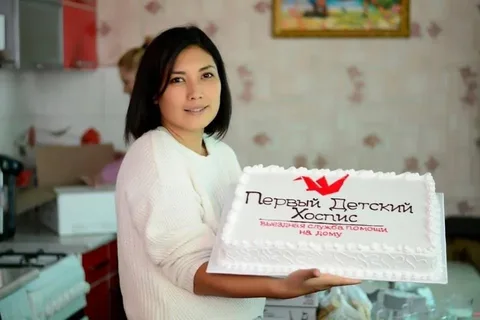 Первый Детский
Хоспис
выездная служба помощи
на дому